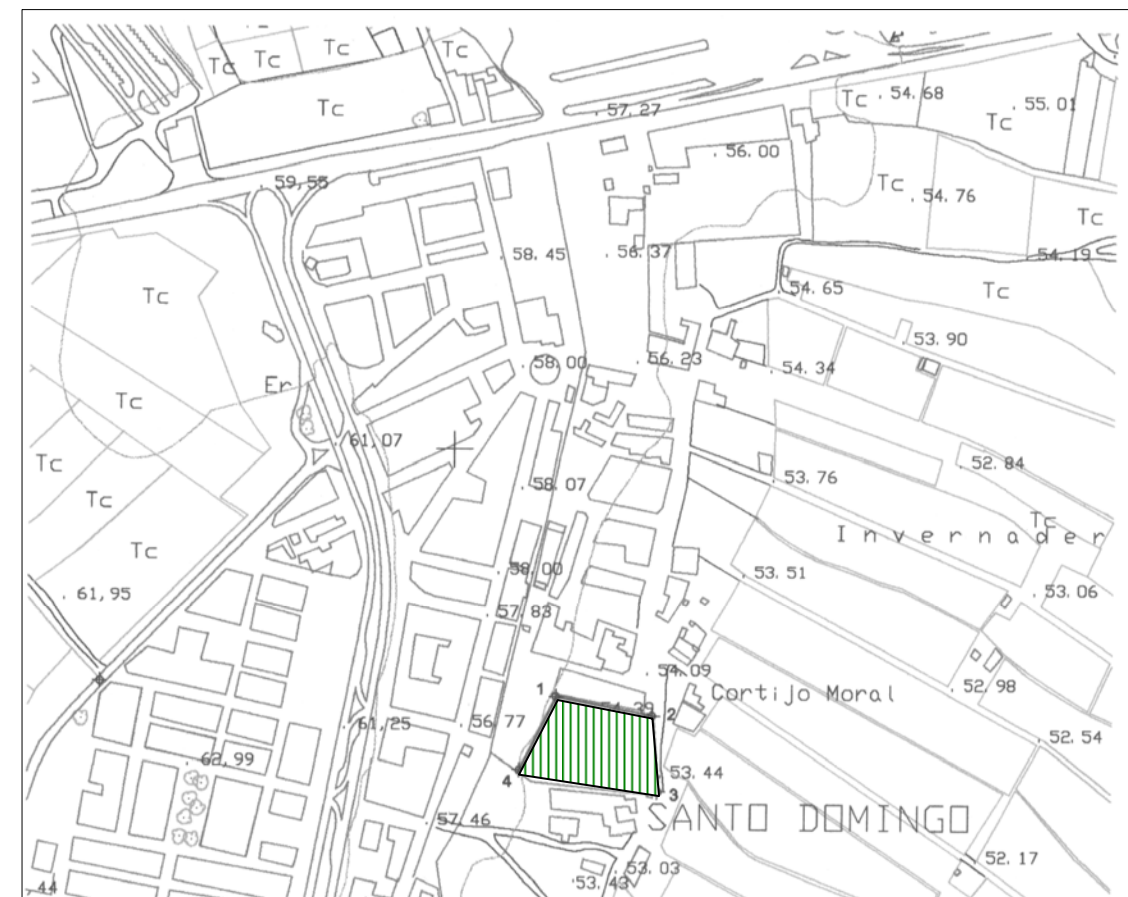 Tc
Tc
Tc
Tc
Tc
57,27
Tc
54.68
Tc
55.01
56.00
59,55
Tc
54.76
Tc
58.45
56.37
54.19
Tc
54.65
Tc
53.90
58.00
56.23
54.34
Er
Tc
61,07
Tc
52.84
53.76
Tc
58.07
Tc
Invernader
Tc
58.00
53.51
61,95
53.06
57.83
54.09
1
Cortijo Moral
52.98
2
61,25
56.77
52.54
62,99
4
53.44
3
57.46
SANTO DOMINGO
52.17
53.03
53.43
44